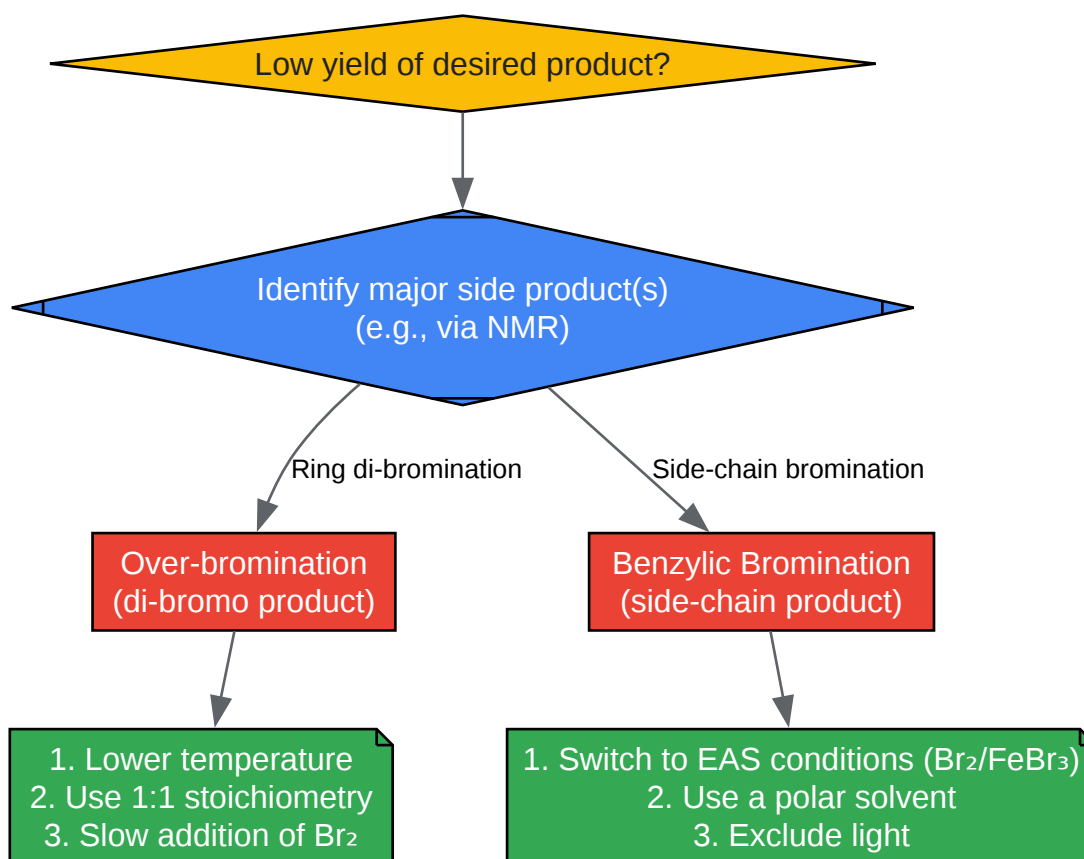 Low yield of desired product?
Identify major side product(s)
(e.g., via NMR)
Ring di-bromination
Side-chain bromination
Over-bromination
(di-bromo product)
Benzylic Bromination
(side-chain product)
1. Lower temperature
2. Use 1:1 stoichiometry
3. Slow addition of Br₂
1. Switch to EAS conditions (Br₂/FeBr₃)
2. Use a polar solvent
3. Exclude light